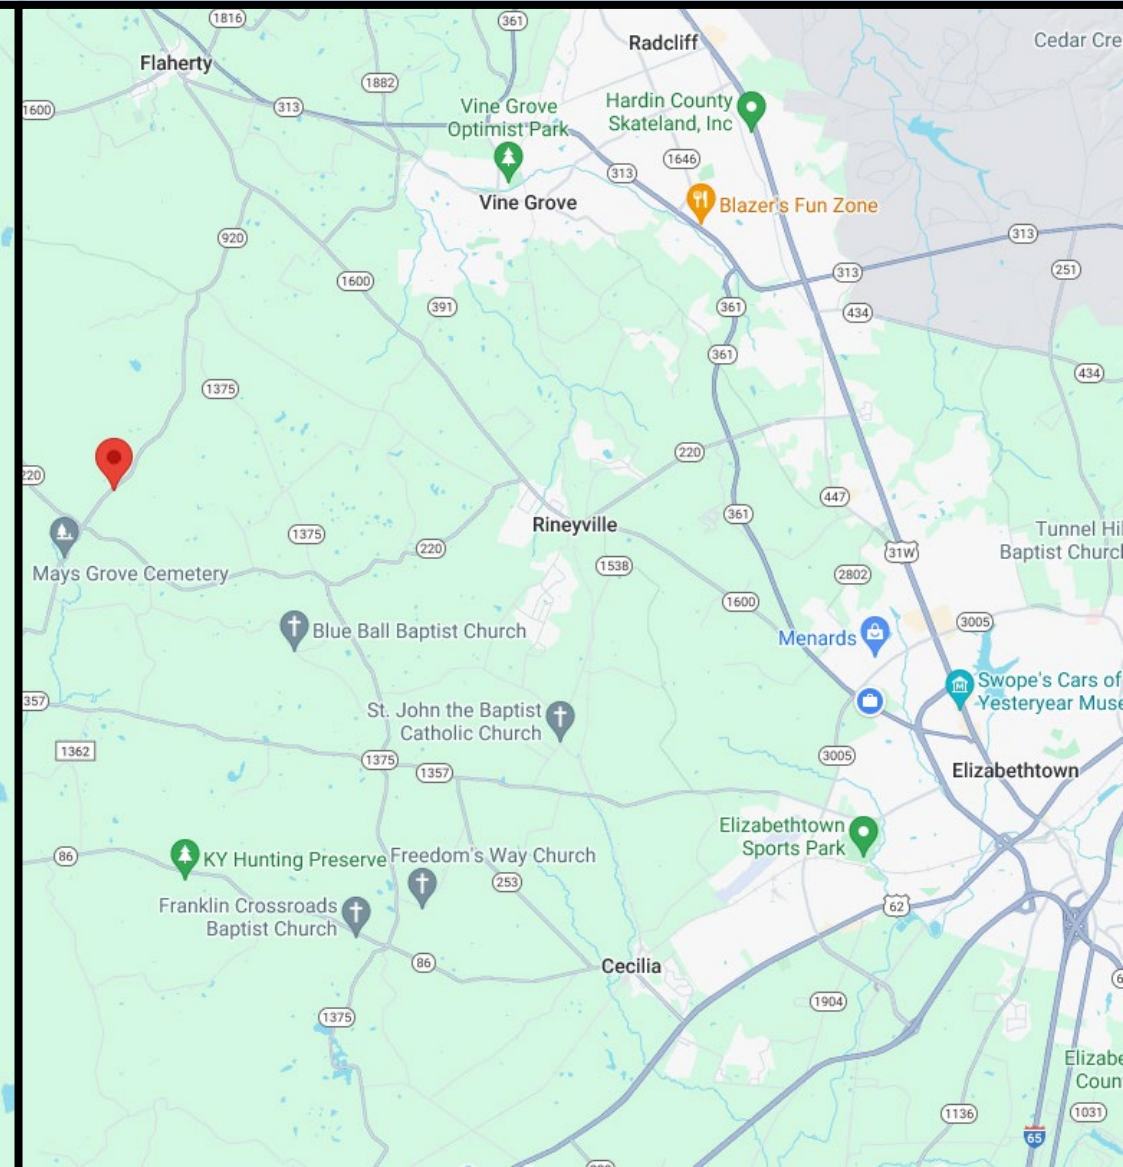 1816
361
Radcliff
Cedar Cre
Flaherty
1882
1600
313
Vine Grove
Optimist Park
Hardin County
Skateland, Inc
1646
313
Vine Grove
Blazer's Fun Zone
920
313
1600
313
251
391
361
434
361
434
1375
220
220
447
1375
361
Rineyville
Tunnel Hil
Baptist Church
220
31W
Mays Grove Cemetery
1538
2802
1600
3005
Blue Ball Baptist Church
Menards
Swope's Cars of
Yesteryear Muse
357
St. John the Baptist
Catholic Church
1362
1375
1357
3005
Elizabethtown
Elizabethtown
Sports Park
86
KY Hunting Preserve
Freedom's Way Church
253
62
Franklin Crossroads
Baptist Church
86
Cecilia
6
1904
1375
Elizabe
Coun
1136
1031
65